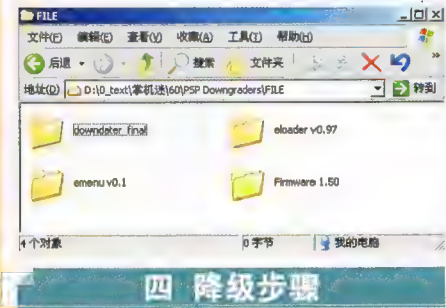 FILE
文件(F) 编辑(E) 查看(V) 收藏(A) 工具(T) 帮助(H)
后退 搜索 文件夹
地址(D) D:\0_text\掌机迷\60\PSP Downgraders\FILE 转到
downdater_final eloader v0.97
emenu v0.1 Firmware 1.50
4 个对象 0 字节 我的电脑
四 降级步骤